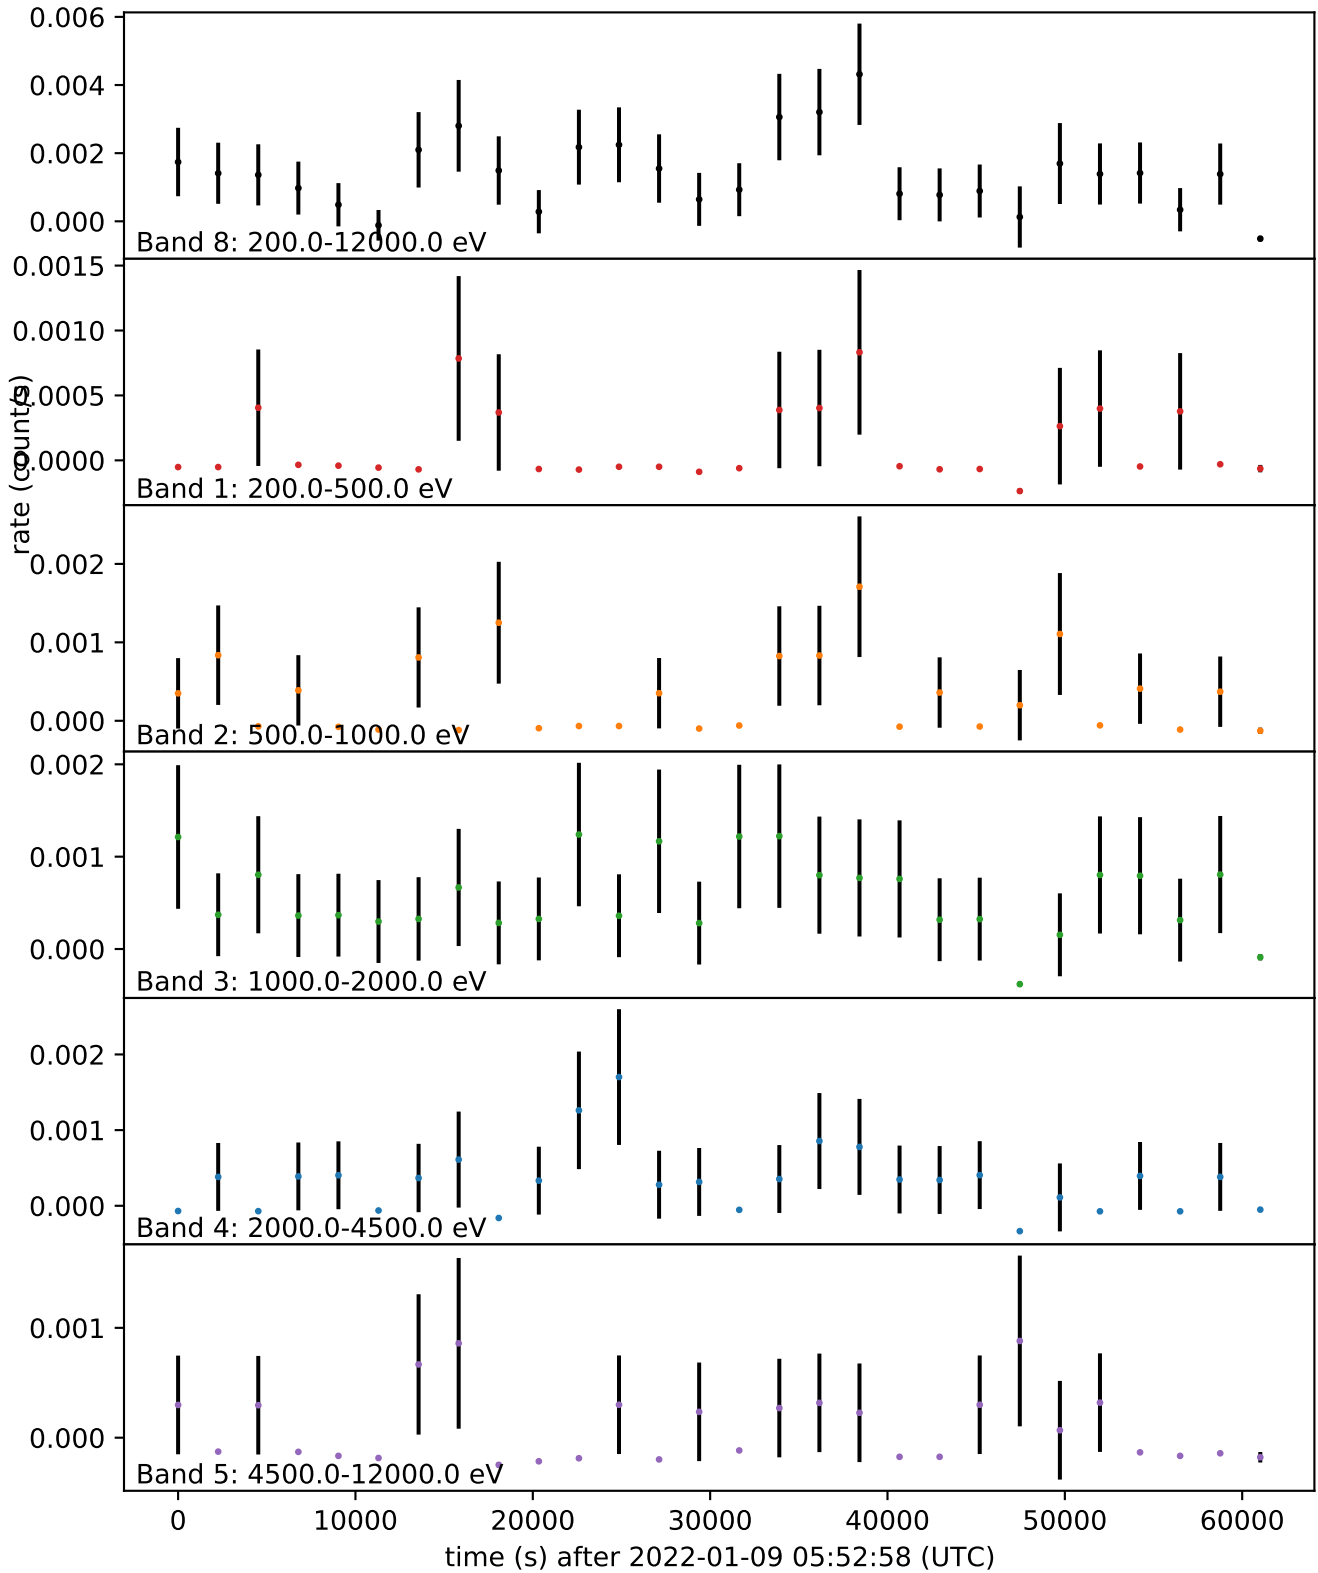 0.006
0.004
0.002
0.000
Band 8: 200.0-12000.0 eV
0.0015
0.0010
0.0005
0.0000
Band 1: 200.0-500.0 eV
rate (count/s)
0.002
0.001
0.000
Band 2: 500.0-1000.0 eV
0.002
0.001
0.000
Band 3: 1000.0-2000.0 eV
0.002
0.001
0.000
Band 4: 2000.0-4500.0 eV
0.001
0.000
Band 5: 4500.0-12000.0 eV
0 10000 20000 30000 40000 50000 60000
time (s) after 2022-01-09 05:52:58 (UTC)